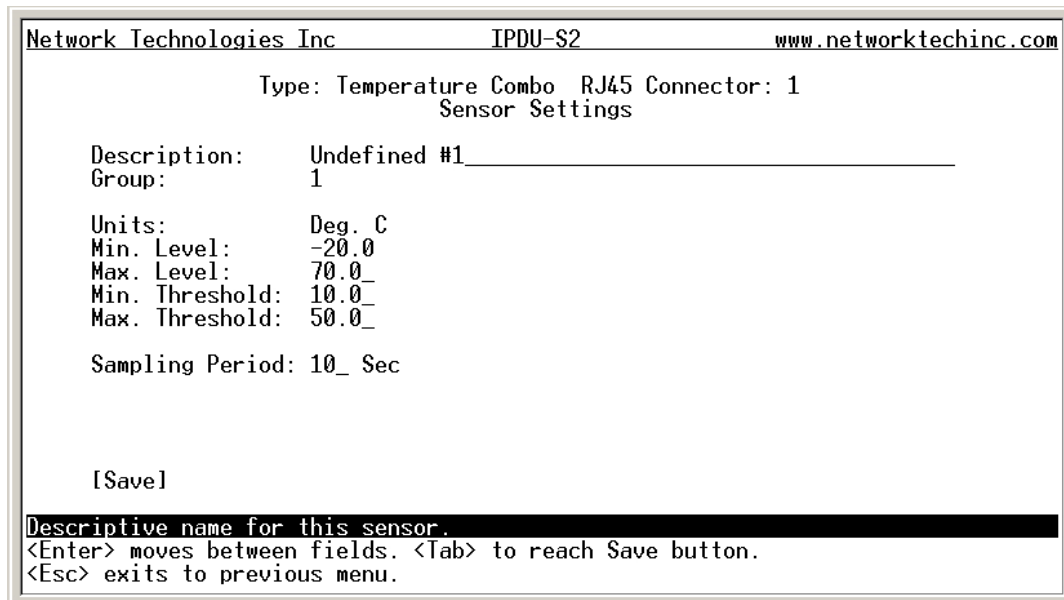 Network Technologies Inc IPDU-S2 www.networktechinc.com
Type: Temperature Combo RJ45 Connector: 1
Sensor Settings
Description: Undefined #1______________________________________
Group: 1
Units: Deg. C
Min. Level: -20.0
Max. Level: 70.0_
Min. Threshold: 10.0_
Max. Threshold: 50.0_
Sampling Period: 10_ Sec
[Save]
Descriptive name for this sensor.
<Enter> moves between fields. <Tab> to reach Save button.
<Esc> exits to previous menu.